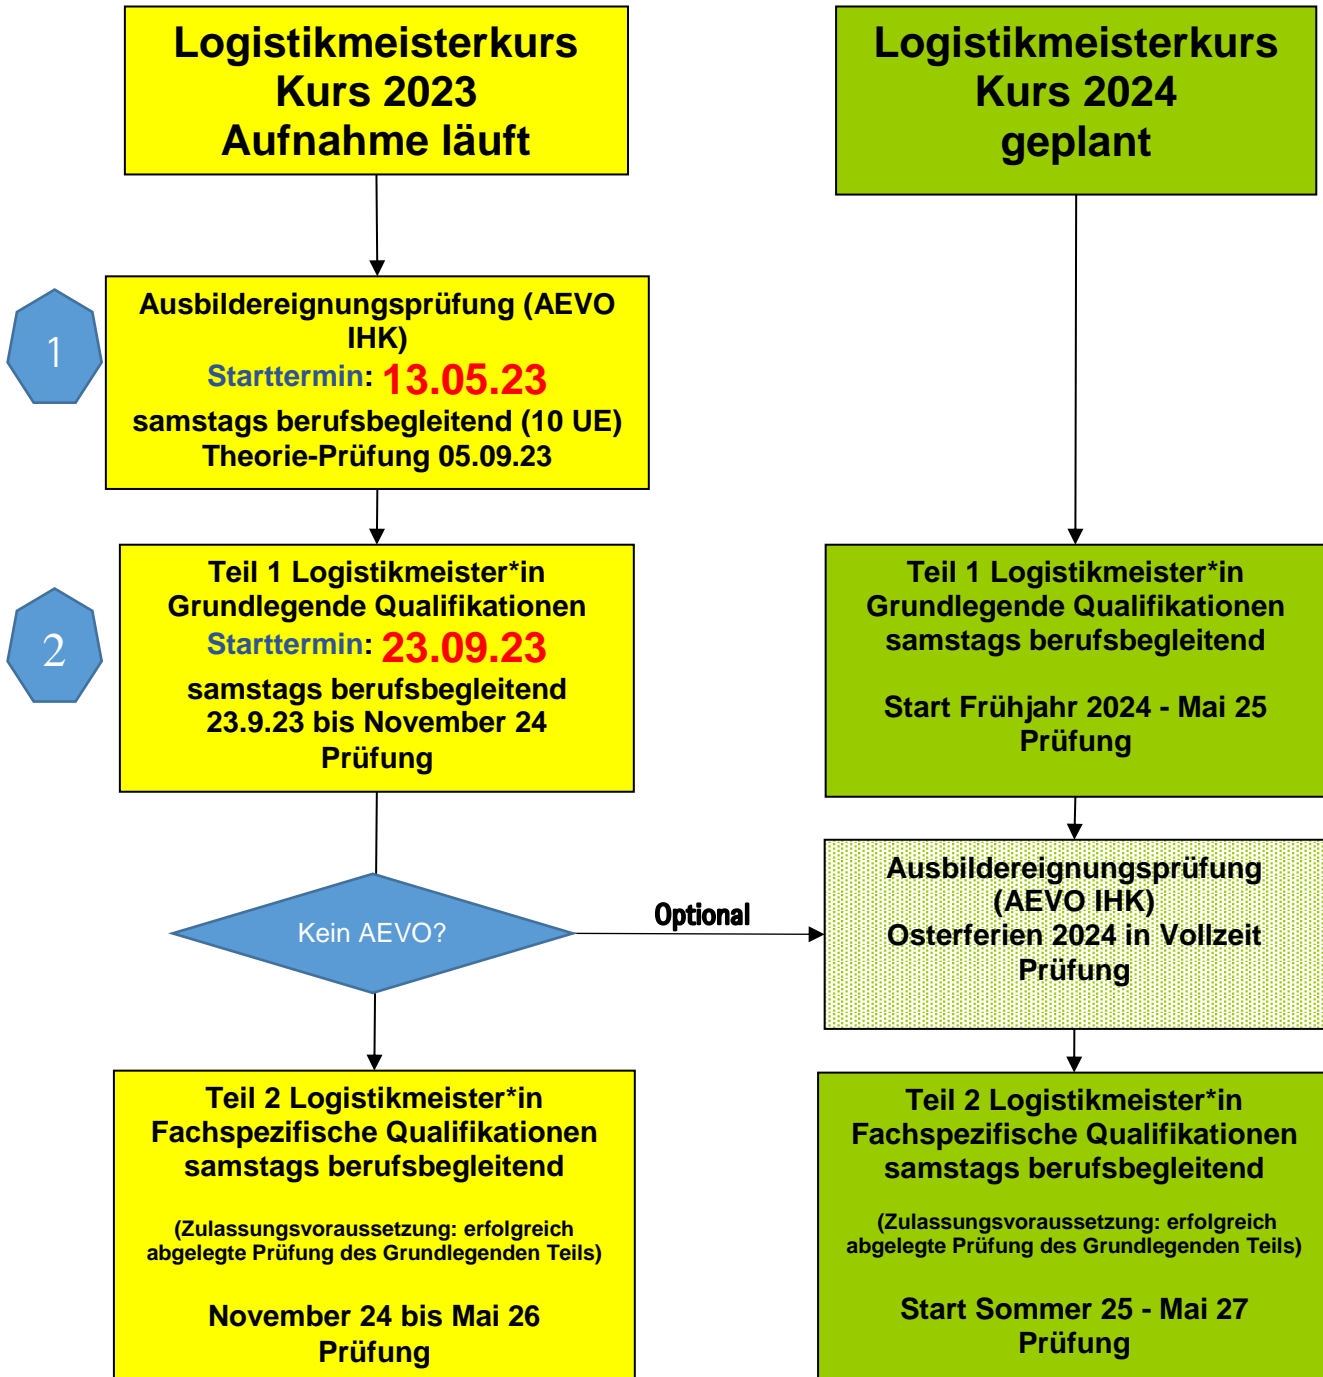 Logistikmeisterkurs
Kurs 2023
Aufnahme läuft
Logistikmeisterkurs
Kurs 2024
geplant
1
Ausbildereignungsprüfung (AEVO
IHK)
Starttermin: 13.05.23
samstags berufsbegleitend (10 UE)
Theorie-Prüfung 05.09.23
2
Teil 1 Logistikmeister*in
Grundlegende Qualifikationen
Starttermin: 23.09.23
samstags berufsbegleitend
23.9.23 bis November 24
Prüfung
Teil 1 Logistikmeister*in
Grundlegende Qualifikationen
samstags berufsbegleitend
Start Frühjahr 2024 - Mai 25
Prüfung
Kein AEVO?
Optional
Ausbildereignungsprüfung
(AEVO IHK)
Osterferien 2024 in Vollzeit
Prüfung
Teil 2 Logistikmeister*in
Fachspezifische Qualifikationen
samstags berufsbegleitend
(Zulassungsvoraussetzung: erfolgreich
abgelegte Prüfung des Grundlegenden Teils)
November 24 bis Mai 26
Prüfung
Teil 2 Logistikmeister*in
Fachspezifische Qualifikationen
samstags berufsbegleitend
(Zulassungsvoraussetzung: erfolgreich
abgelegte Prüfung des Grundlegenden Teils)
Start Sommer 25 - Mai 27
Prüfung